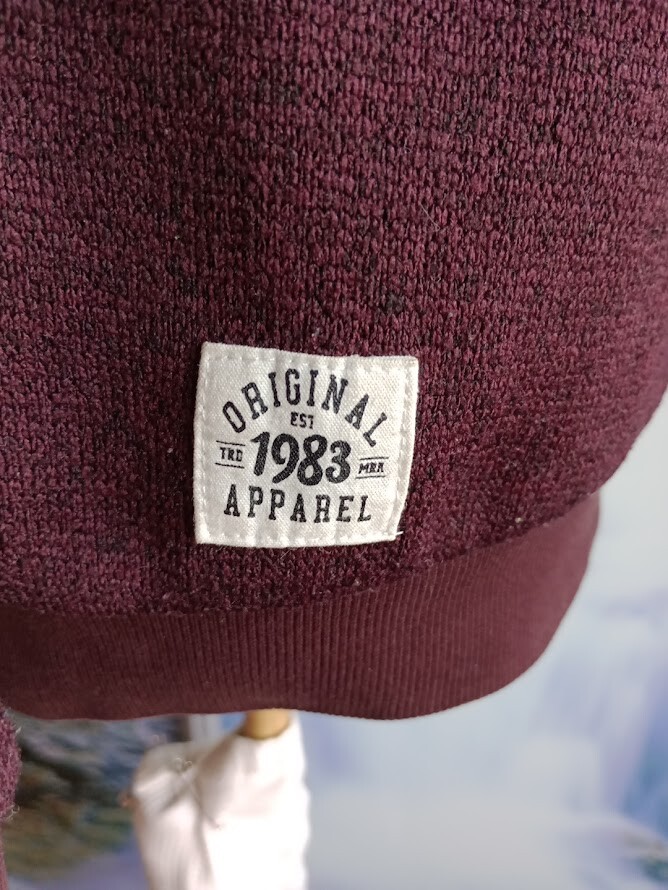 ORIGINAL
EST
TRD 1983 MRK
APPAREL